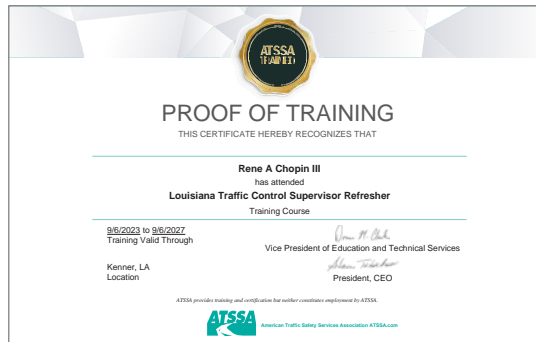 ATSSA
TRAINED
PROOF OF TRAINING
THIS CERTIFICATE HEREBY RECOGNIZES THAT
Rene A Chopin III
has attended
Louisiana Traffic Control Supervisor Refresher
Training Course
9/6/2023 to 9/6/2027
Training Valid Through
Vice President of Education and Technical Services
Kenner, LA
Location
President, CEO
ATSSA provides training and certification but neither constitutes employment by ATSSA.
ATSSA
American Traffic Safety Services Association ATSSA.com